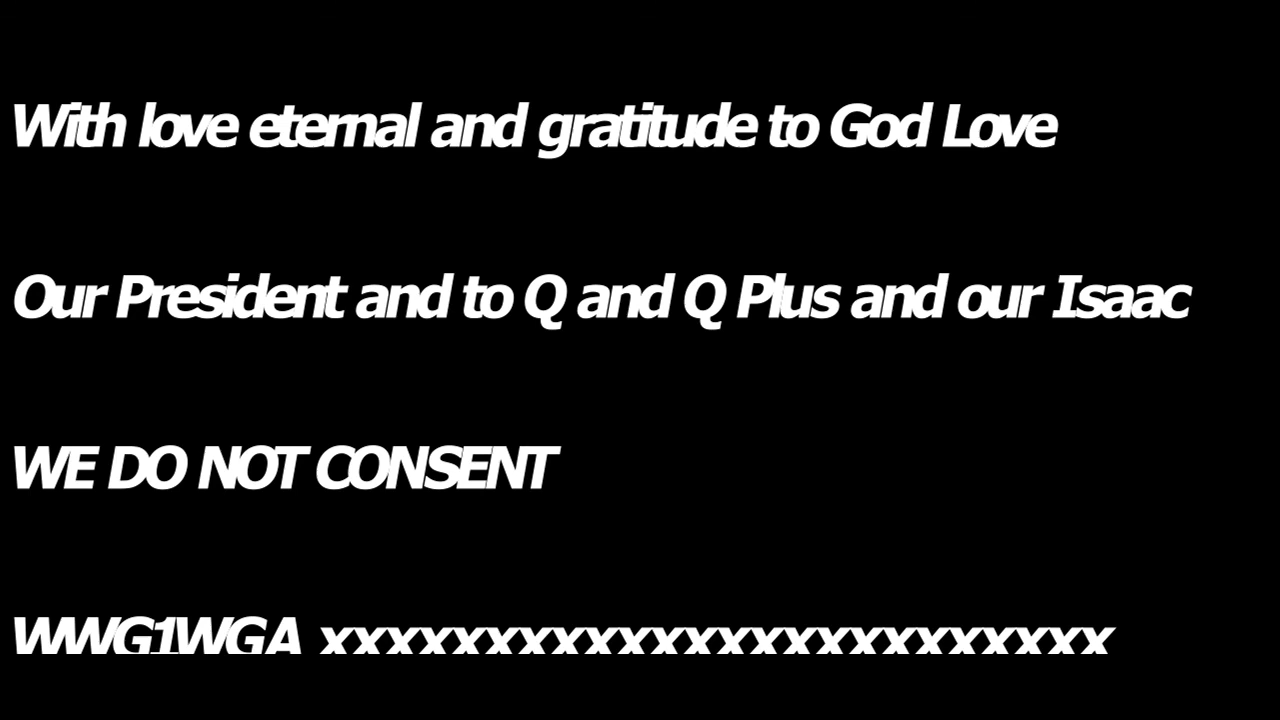 With love eternal and gratitude to God Love
Our President and to Q and Q Plus and our Isaac
WE DO NOT CONSENT
WWG1WGA xxxxxxxxxxxxxxxxxxxxxxxx